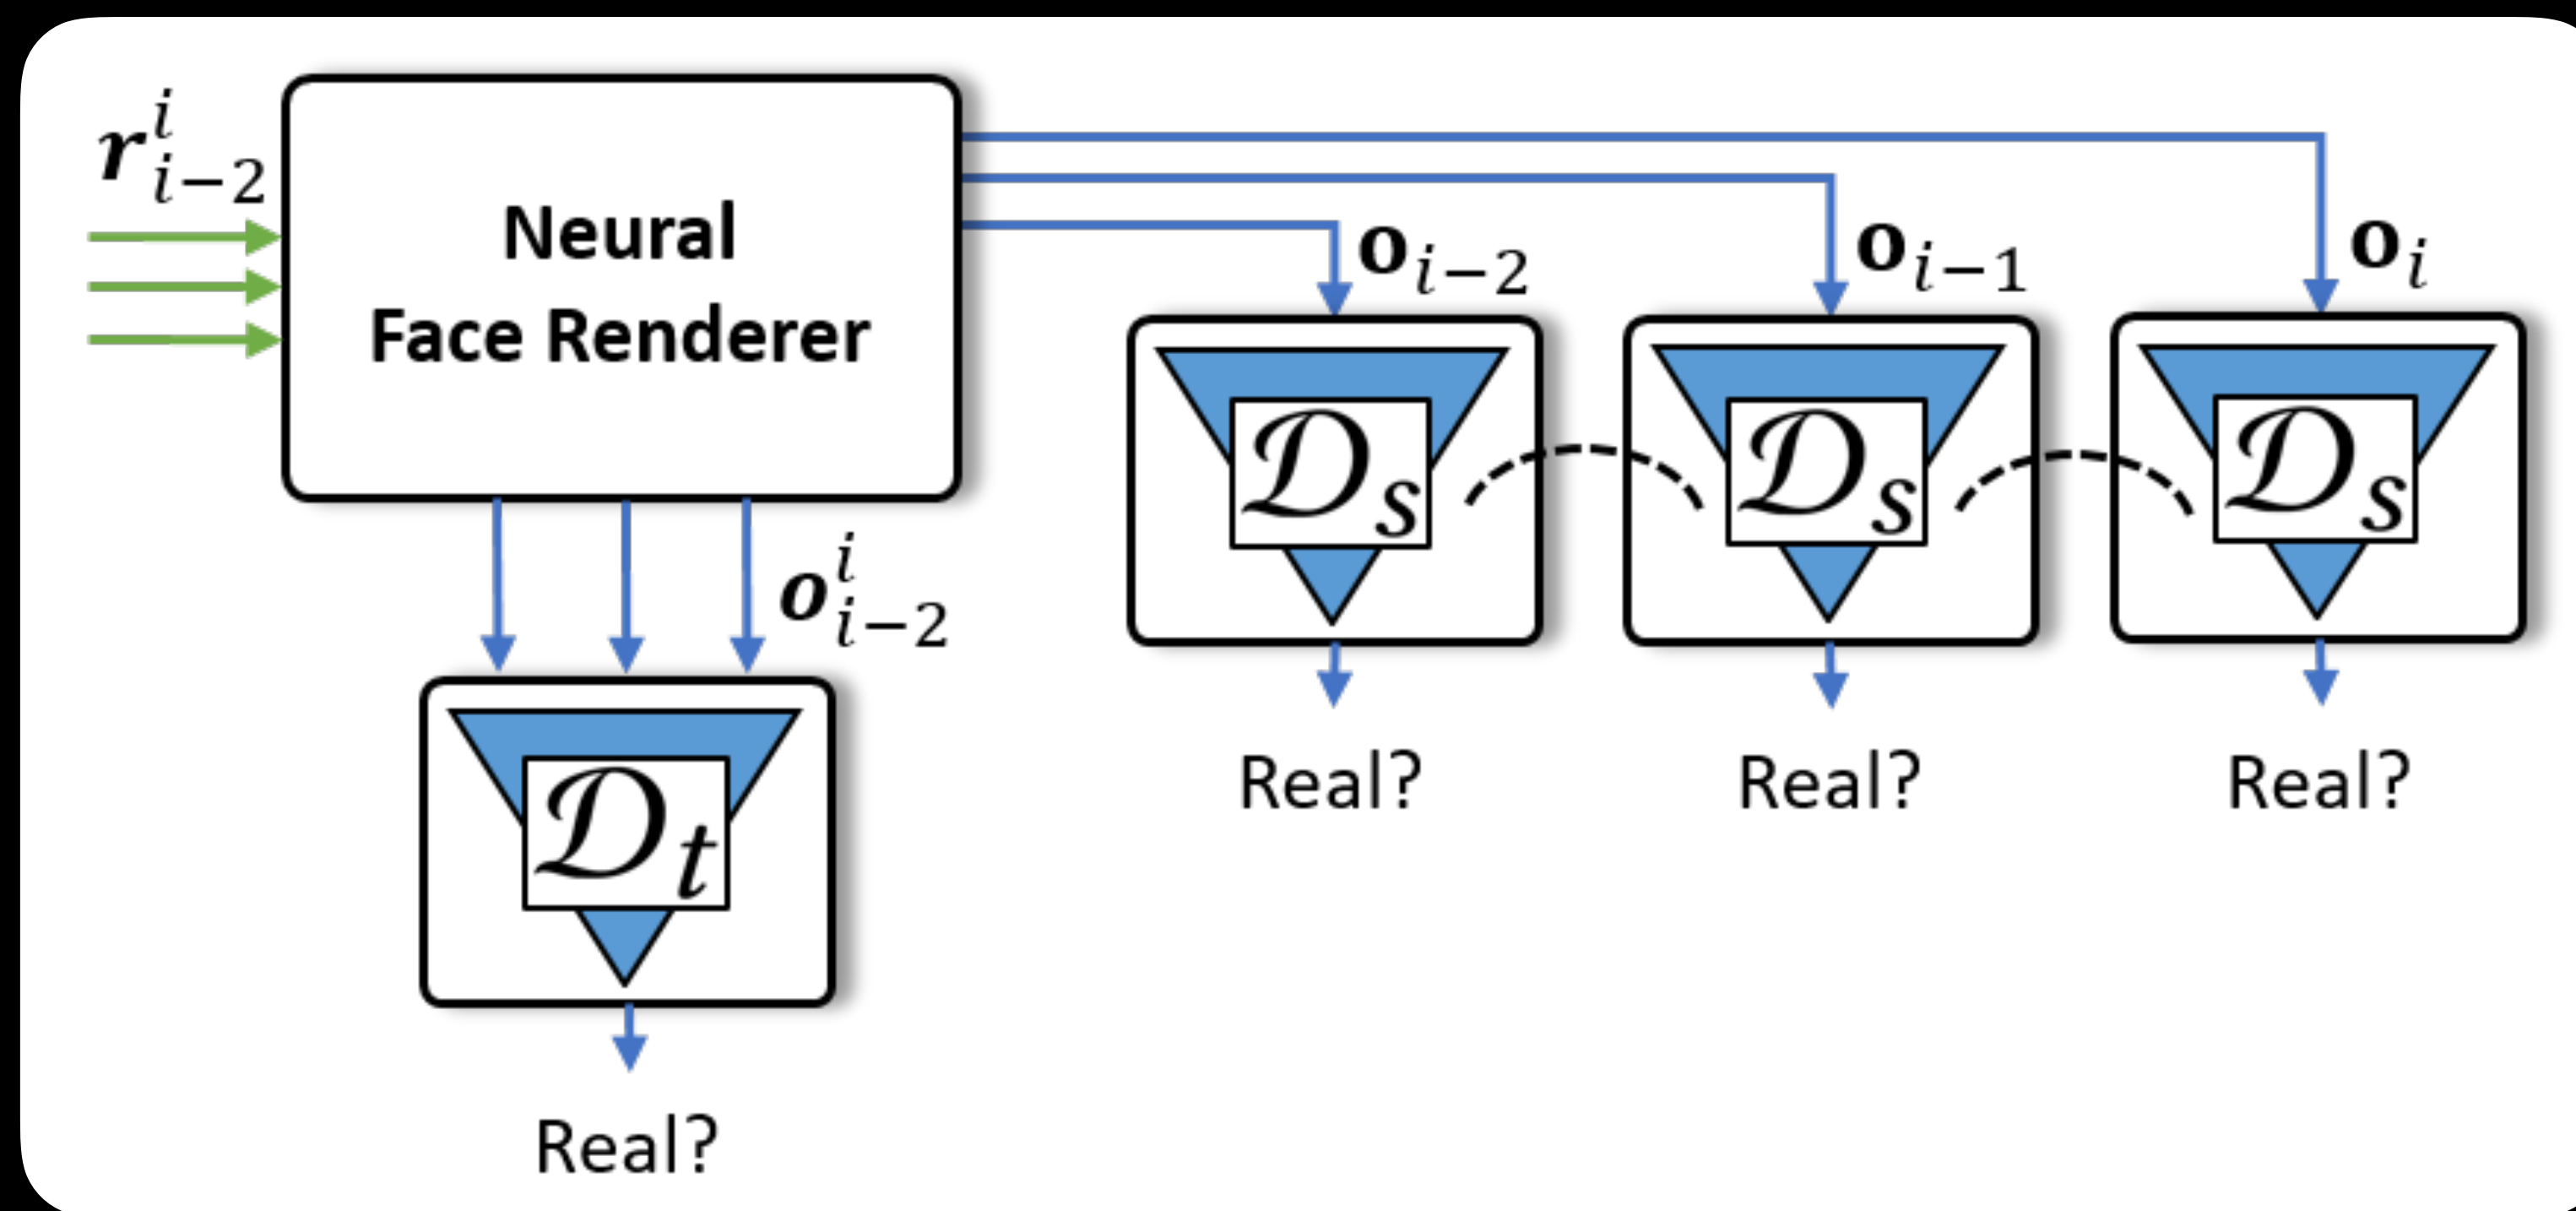 r^i_{i−2}
Neural
Face Renderer
o_{i−2}
o_{i−1}
o_i
𝒟_s
𝒟_s
𝒟_s
o^i_{i−2}
Real?
Real?
Real?
𝒟_t
Real?